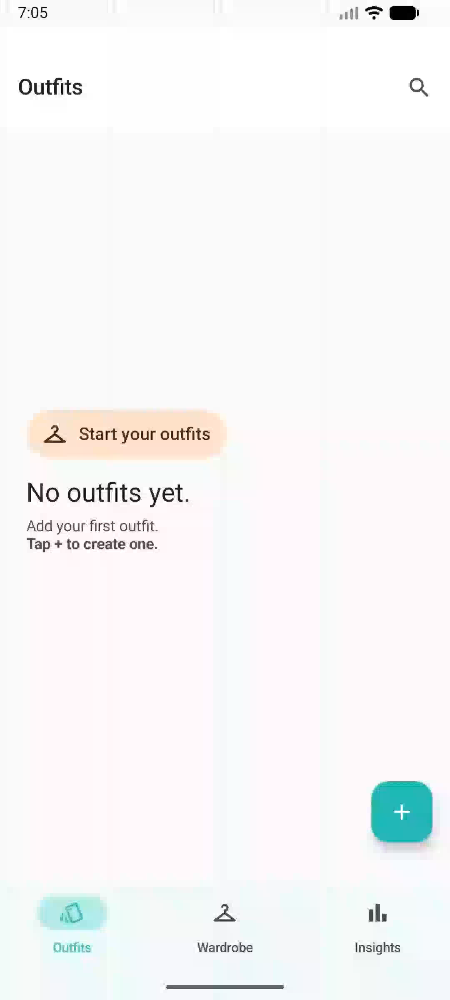 7:05
Outfits
Start your outfits
No outfits yet.
Add your first outfit.
Tap + to create one.
Outfits
Wardrobe
Insights